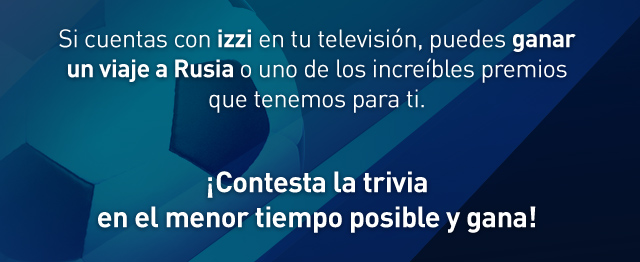 Si cuentas con izzi en tu televisión, puedes ganar
un viaje a Rusia o uno de los increíbles premios
que tenemos para ti.
¡Contesta la trivia
en el menor tiempo posible y gana!